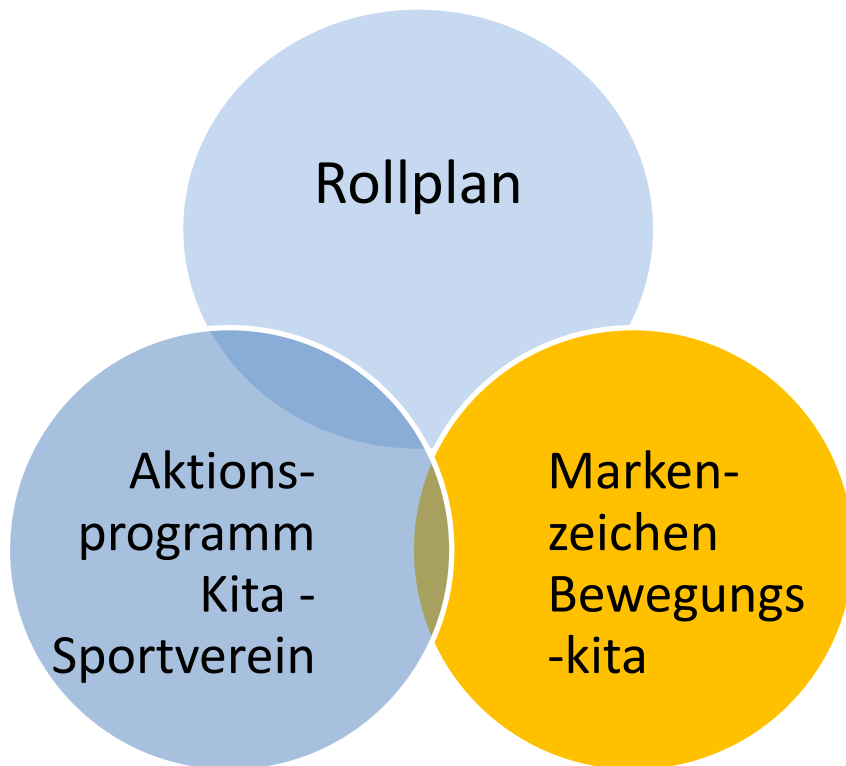 Rollplan
Aktions-
programm
Kita -
Sportverein
Marken-
zeichen
Bewegungs
-kita